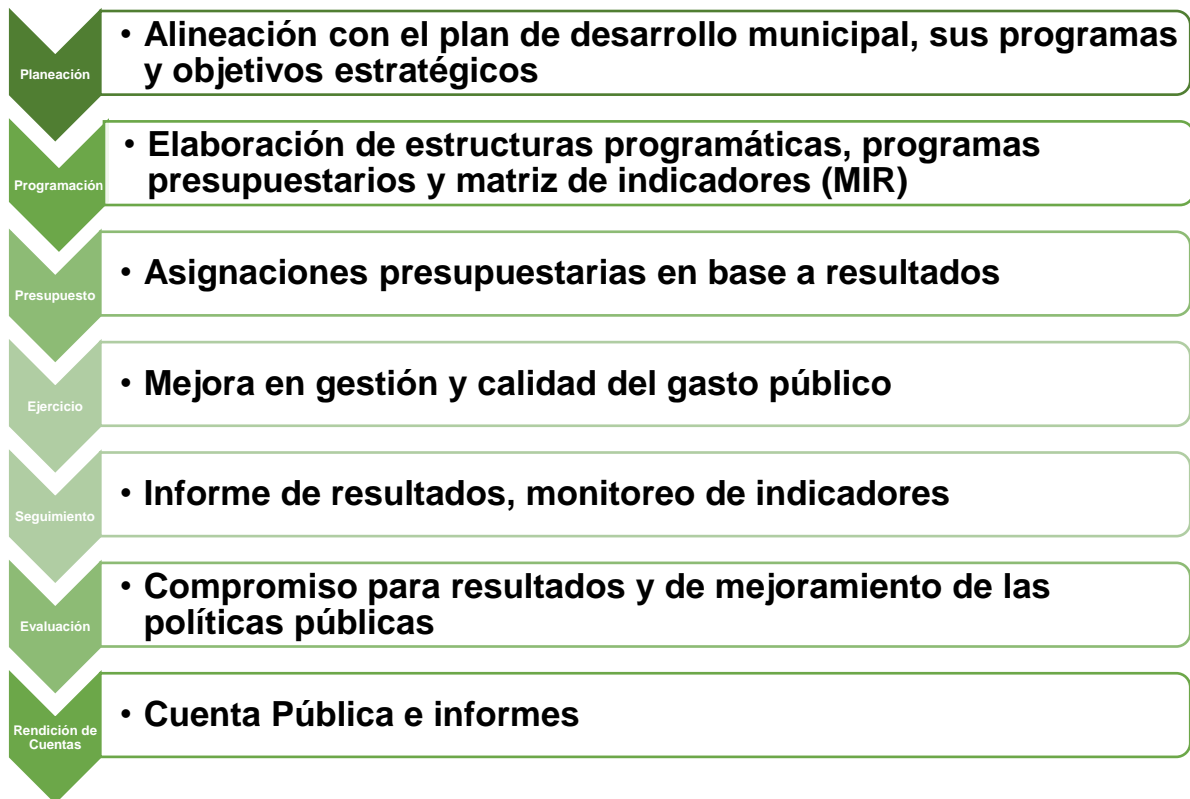 Planeación
• Alineación con el plan de desarrollo municipal, sus programas
y objetivos estratégicos
Programación
• Elaboración de estructuras programáticas, programas
presupuestarios y matriz de indicadores (MIR)
Presupuesto
• Asignaciones presupuestarias en base a resultados
Ejercicio
• Mejora en gestión y calidad del gasto público
Seguimiento
• Informe de resultados, monitoreo de indicadores
Evaluación
• Compromiso para resultados y de mejoramiento de las
políticas públicas
Rendición de
Cuentas
• Cuenta Pública e informes